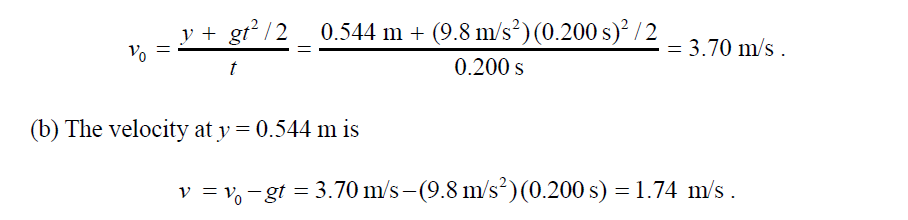 v₀ = (y + gt² / 2) / t = (0.544 m + (9.8 m/s²)(0.200 s)² / 2) / 0.200 s = 3.70 m/s .
(b) The velocity at y = 0.544 m is
v = v₀ − gt = 3.70 m/s − (9.8 m/s²)(0.200 s) = 1.74 m/s .